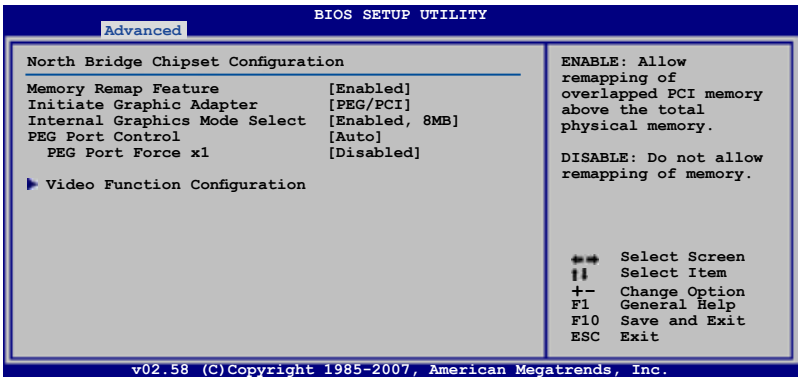 BIOS SETUP UTILITY
Advanced
North Bridge Chipset Configuration
Memory Remap Feature [Enabled]
Initiate Graphic Adapter [PEG/PCI]
Internal Graphics Mode Select [Enabled, 8MB]
PEG Port Control [Auto]
PEG Port Force x1 [Disabled]
Video Function Configuration
ENABLE: Allow
remapping of
overlapped PCI memory
above the total
physical memory.
DISABLE: Do not allow
remapping of memory.
Select Screen
Select Item
+- Change Option
F1 General Help
F10 Save and Exit
ESC Exit
v02.58 (C)Copyright 1985-2007, American Megatrends, Inc.